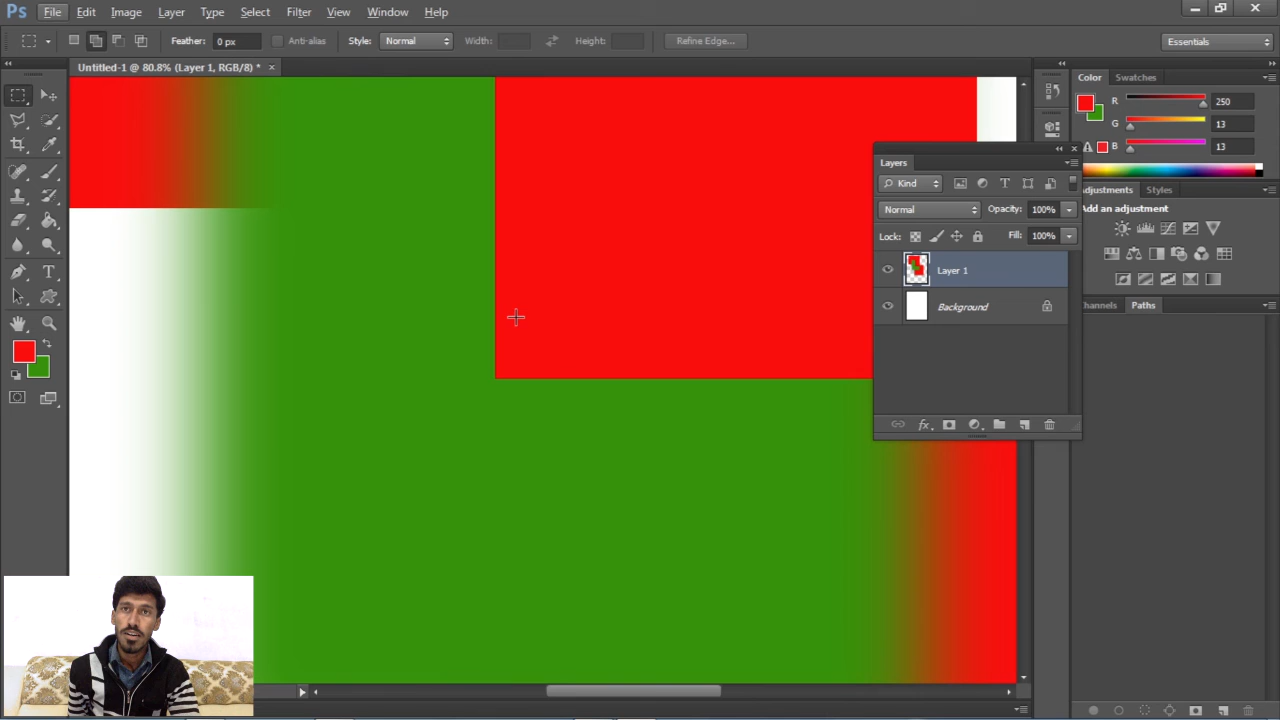 Ps File Edit Image Layer Type Select Filter View Window Help
Feather: 0 px Anti-alias Style: Normal Width: Height: Refine Edge... Essentials
Untitled-1 @ 80.8% (Layer 1, RGB/8) * ×
Color Swatches
R 250
G 13
B 13
Layers
Kind
Normal Opacity: 100%
Lock: Fill: 100%
Layer 1
Background
fx
Adjustments Styles
Add an adjustment
Channels Paths